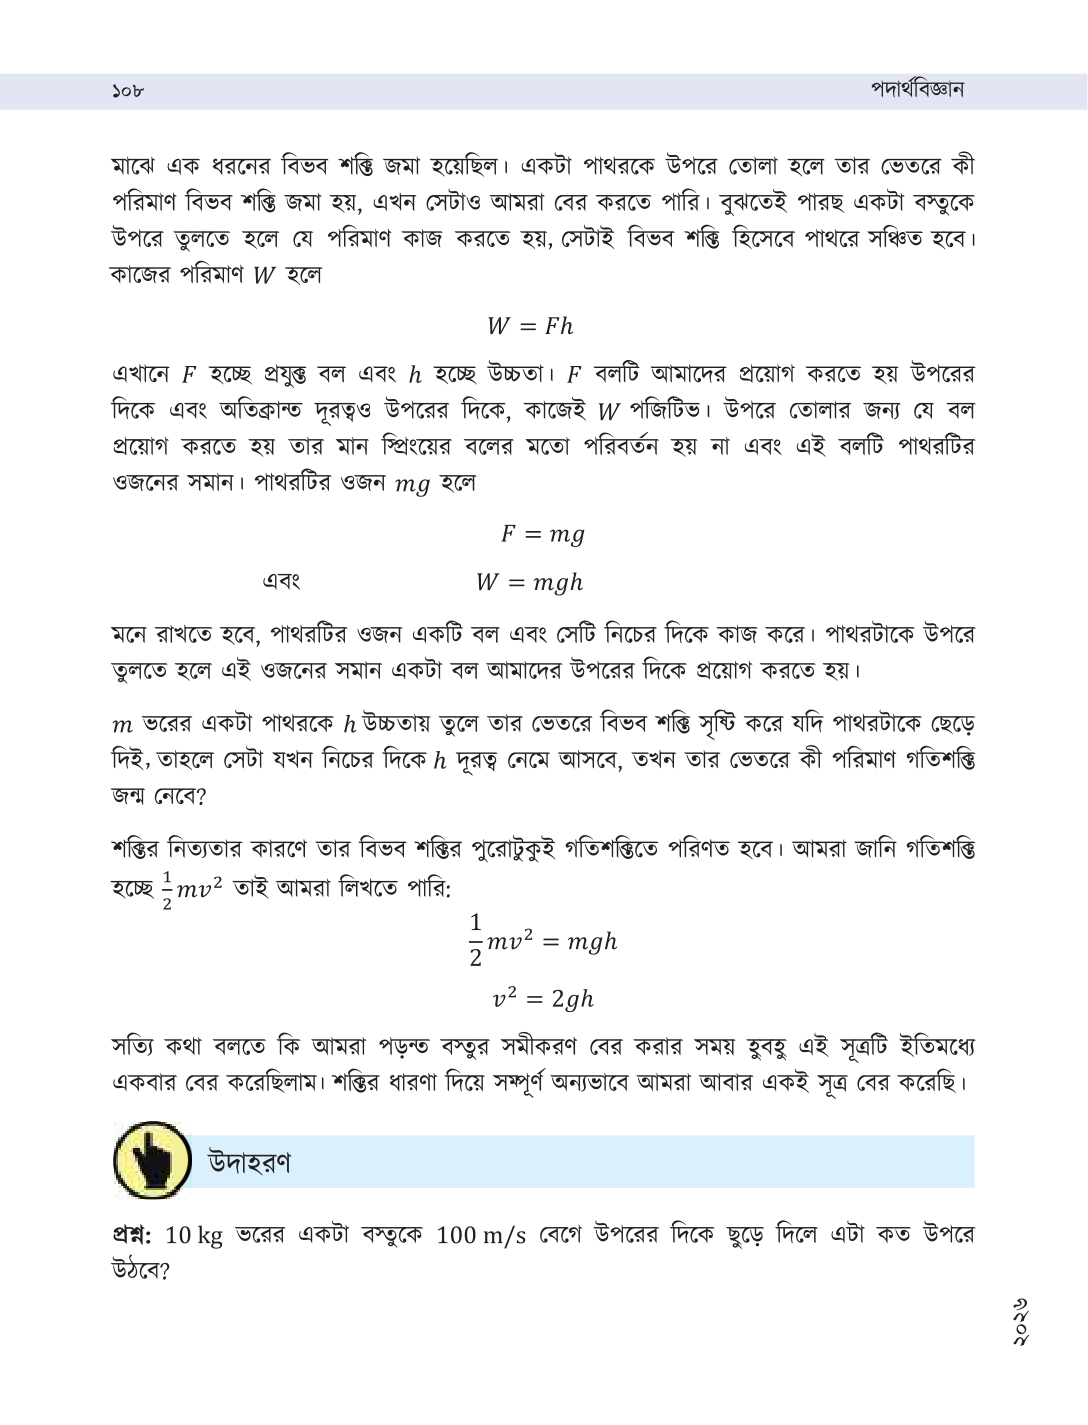 ১০৮ পদার্থবিজ্ঞান
মাঝে এক ধরনের বিভব শক্তি জমা হয়েছিল। একটা পাথরকে উপরে তোলা হলে তার ভেতরে কী
পরিমাণ বিভব শক্তি জমা হয়, এখন সেটাও আমরা বের করতে পারি। বুঝতেই পারছ একটা বস্তুকে
উপরে তুলতে হলে যে পরিমাণ কাজ করতে হয়, সেটাই বিভব শক্তি হিসেবে পাথরে সঞ্চিত হবে।
কাজের পরিমাণ W হলে
W = Fh
এখানে F হচ্ছে প্রযুক্ত বল এবং h হচ্ছে উচ্চতা। F বলটি আমাদের প্রয়োগ করতে হয় উপরের
দিকে এবং অতিক্রান্ত দূরত্বও উপরের দিকে, কাজেই W পজিটিভ। উপরে তোলার জন্য যে বল
প্রয়োগ করতে হয় তার মান স্প্রিংয়ের বলের মতো পরিবর্তন হয় না এবং এই বলটি পাথরটির
ওজনের সমান। পাথরটির ওজন mg হলে
F = mg
এবং W = mgh
মনে রাখতে হবে, পাথরটির ওজন একটি বল এবং সেটি নিচের দিকে কাজ করে। পাথরটাকে উপরে
তুলতে হলে এই ওজনের সমান একটা বল আমাদের উপরের দিকে প্রয়োগ করতে হয়।
m ভরের একটা পাথরকে h উচ্চতায় তুলে তার ভেতরে বিভব শক্তি সৃষ্টি করে যদি পাথরটাকে ছেড়ে
দিই, তাহলে সেটা যখন নিচের দিকে h দূরত্ব নেমে আসবে, তখন তার ভেতরে কী পরিমাণ গতিশক্তি
জন্ম নেবে?
শক্তির নিত্যতার কারণে তার বিভব শক্তির পুরোটুকুই গতিশক্তিতে পরিণত হবে। আমরা জানি গতিশক্তি
হচ্ছে ½mv² তাই আমরা লিখতে পারি:
½mv² = mgh
v² = 2gh
সত্যি কথা বলতে কি আমরা পড়ন্ত বস্তুর সমীকরণ বের করার সময় হুবহু এই সূত্রটি ইতিমধ্যে
একবার বের করেছিলাম। শক্তির ধারণা দিয়ে সম্পূর্ণ অন্যভাবে আমরা আবার একই সূত্র বের করেছি।
উদাহরণ
প্রশ্ন: 10 kg ভরের একটা বস্তুকে 100 m/s বেগে উপরের দিকে ছুড়ে দিলে এটা কত উপরে
উঠবে?
২০২৬